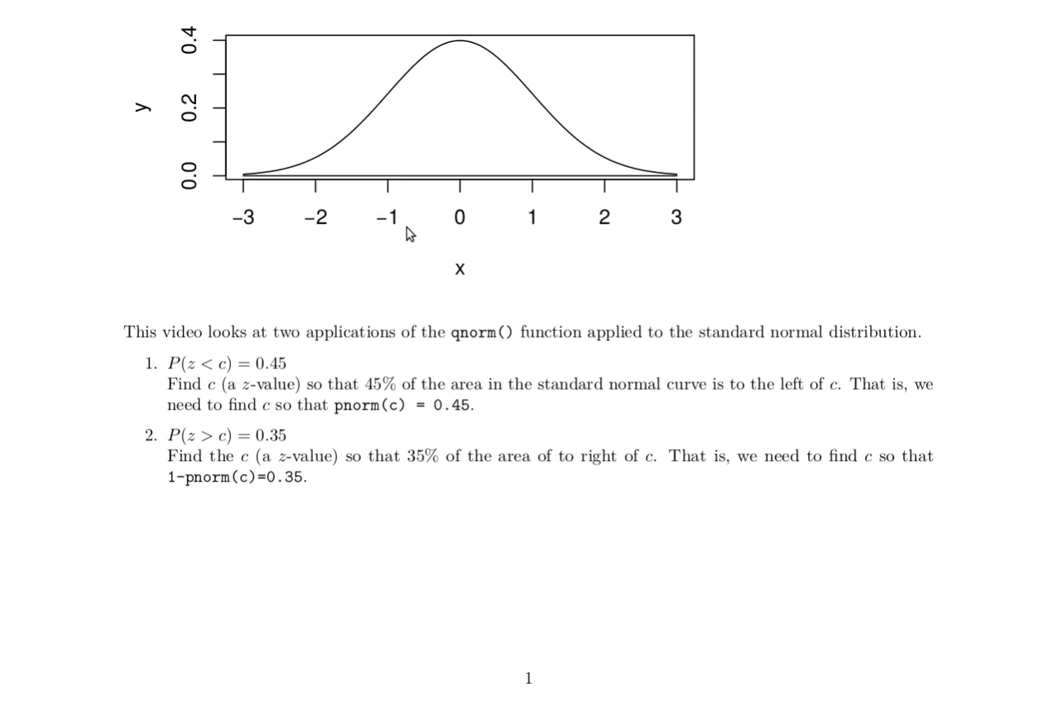 y
0.0 0.2 0.4
−3 −2 −1 0 1 2 3
x
This video looks at two applications of the qnorm() function applied to the standard normal distribution.
1. P(z < c) = 0.45
Find c (a z-value) so that 45% of the area in the standard normal curve is to the left of c. That is, we
need to find c so that pnorm(c) = 0.45.
2. P(z > c) = 0.35
Find the c (a z-value) so that 35% of the area of to right of c. That is, we need to find c so that
1-pnorm(c)=0.35.
1